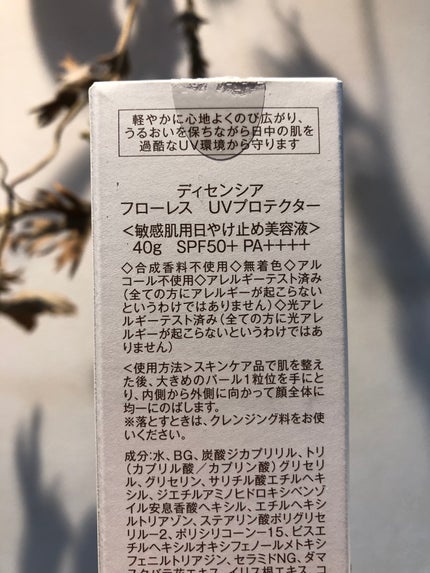 軽やかに心地よくのび広がり、
うるおいを保ちながら日中の肌を
過酷なUV環境から守ります
ディセンシア
フローレス UVプロテクター
<敏感肌用日やけ止め美容液>
40g SPF50+ PA++++
◇合成香料不使用◇無着色◇アル
コール不使用◇アレルギーテスト済み
(全ての方にアレルギーが起こらない
というわけではありません)◇光アレ
ルギーテスト済み(全ての方に光アレル
ギーが起こらないというわけではあ
りません)
<使用方法>スキンケア品で肌を整え
た後、大きめのパール1粒位を手にと
り、内側から外側に向かって顔全体に
均一にのばします。
※落とすときは、クレンジング料をお使
いください。
成分:水、BG、炭酸ジカプリリル、トリ
(カプリル酸/カプリン酸)グリセリ
ル、グリセリン、サリチル酸エチルヘキ
シル、ジエチルアミノヒドロキシベンゾ
イル安息香酸ヘキシル、エチルヘキシ
ルトリアゾン、ステアリン酸ポリグリセ
リル-2、ポリシリコーン-15、ビスエ
チルヘキシルオキシフェノールメトキシ
フェニルトリアジン、セラミドNG、ダマ
スクバラ花エキス、イリス根エキス、コ